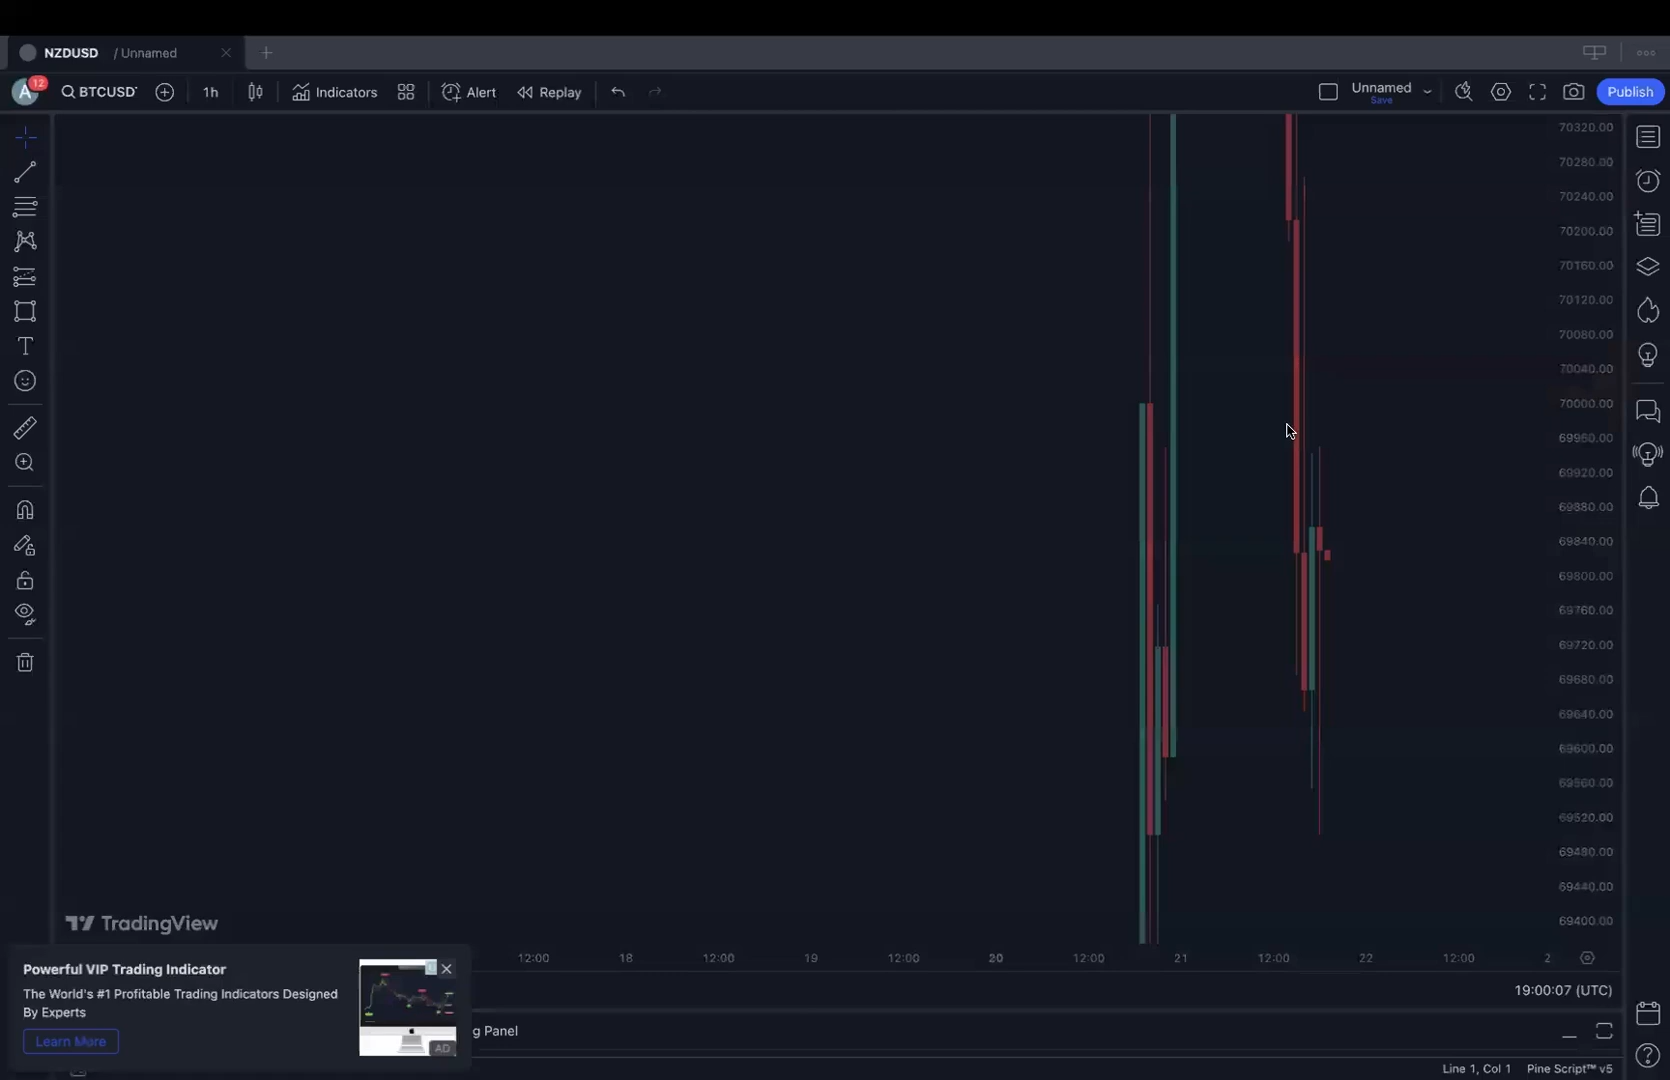 NZDUSD / Unnamed
A 12 BTCUSD 1h Indicators Alert Replay Unnamed Publish
Save
70320.00
70280.00
70240.00
70200.00
70160.00
70120.00
70080.00
70040.00
70000.00
69960.00
69920.00
69880.00
69840.00
69800.00
69760.00
69720.00
69680.00
69640.00
69600.00
69560.00
69520.00
69480.00
69440.00
69400.00
T
TradingView
12:00 18 12:00 19 12:00 20 12:00 21 12:00 22 12:00 2
Powerful VIP Trading Indicator
The World's #1 Profitable Trading Indicators Designed
By Experts
Learn More
AD
19:00:07 (UTC)
g Panel
Line 1, Col 1 Pine Script™ v5